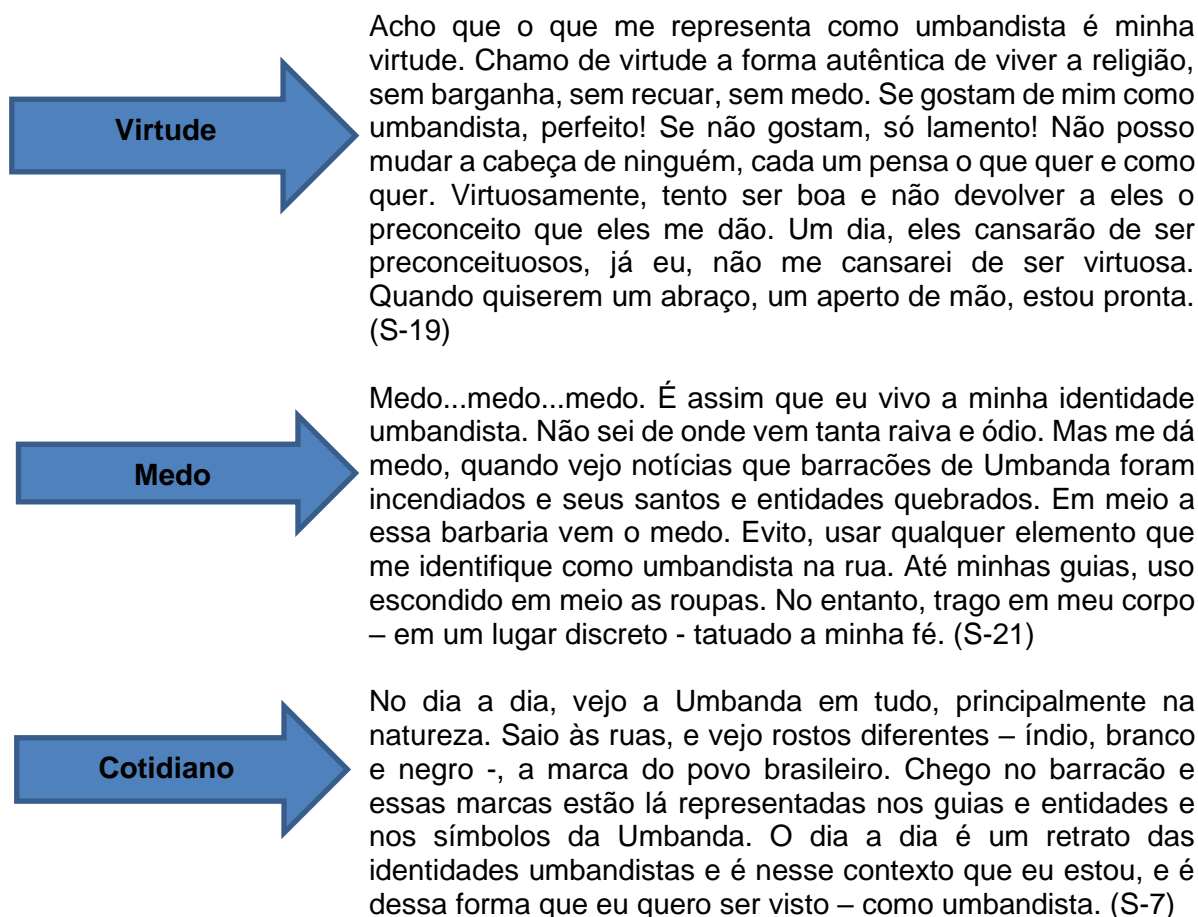 Virtude
Acho que o que me representa como umbandista é minha
virtude. Chamo de virtude a forma autêntica de viver a religião,
sem barganha, sem recuar, sem medo. Se gostam de mim como
umbandista, perfeito! Se não gostam, só lamento! Não posso
mudar a cabeça de ninguém, cada um pensa o que quer e como
quer. Virtuosamente, tento ser boa e não devolver a eles o
preconceito que eles me dão. Um dia, eles cansarão de ser
preconceituosos, já eu, não me cansarei de ser virtuosa.
Quando quiserem um abraço, um aperto de mão, estou pronta.
(S-19)
Medo
Medo...medo...medo. É assim que eu vivo a minha identidade
umbandista. Não sei de onde vem tanta raiva e ódio. Mas me dá
medo, quando vejo notícias que barracões de Umbanda foram
incendiados e seus santos e entidades quebrados. Em meio a
essa barbaria vem o medo. Evito, usar qualquer elemento que
me identifique como umbandista na rua. Até minhas guias, uso
escondido em meio as roupas. No entanto, trago em meu corpo
– em um lugar discreto - tatuado a minha fé. (S-21)
Cotidiano
No dia a dia, vejo a Umbanda em tudo, principalmente na
natureza. Saio às ruas, e vejo rostos diferentes – índio, branco
e negro -, a marca do povo brasileiro. Chego no barracão e
essas marcas estão lá representadas nos guias e entidades e
nos símbolos da Umbanda. O dia a dia é um retrato das
identidades umbandistas e é nesse contexto que eu estou, e é
dessa forma que eu quero ser visto – como umbandista. (S-7)